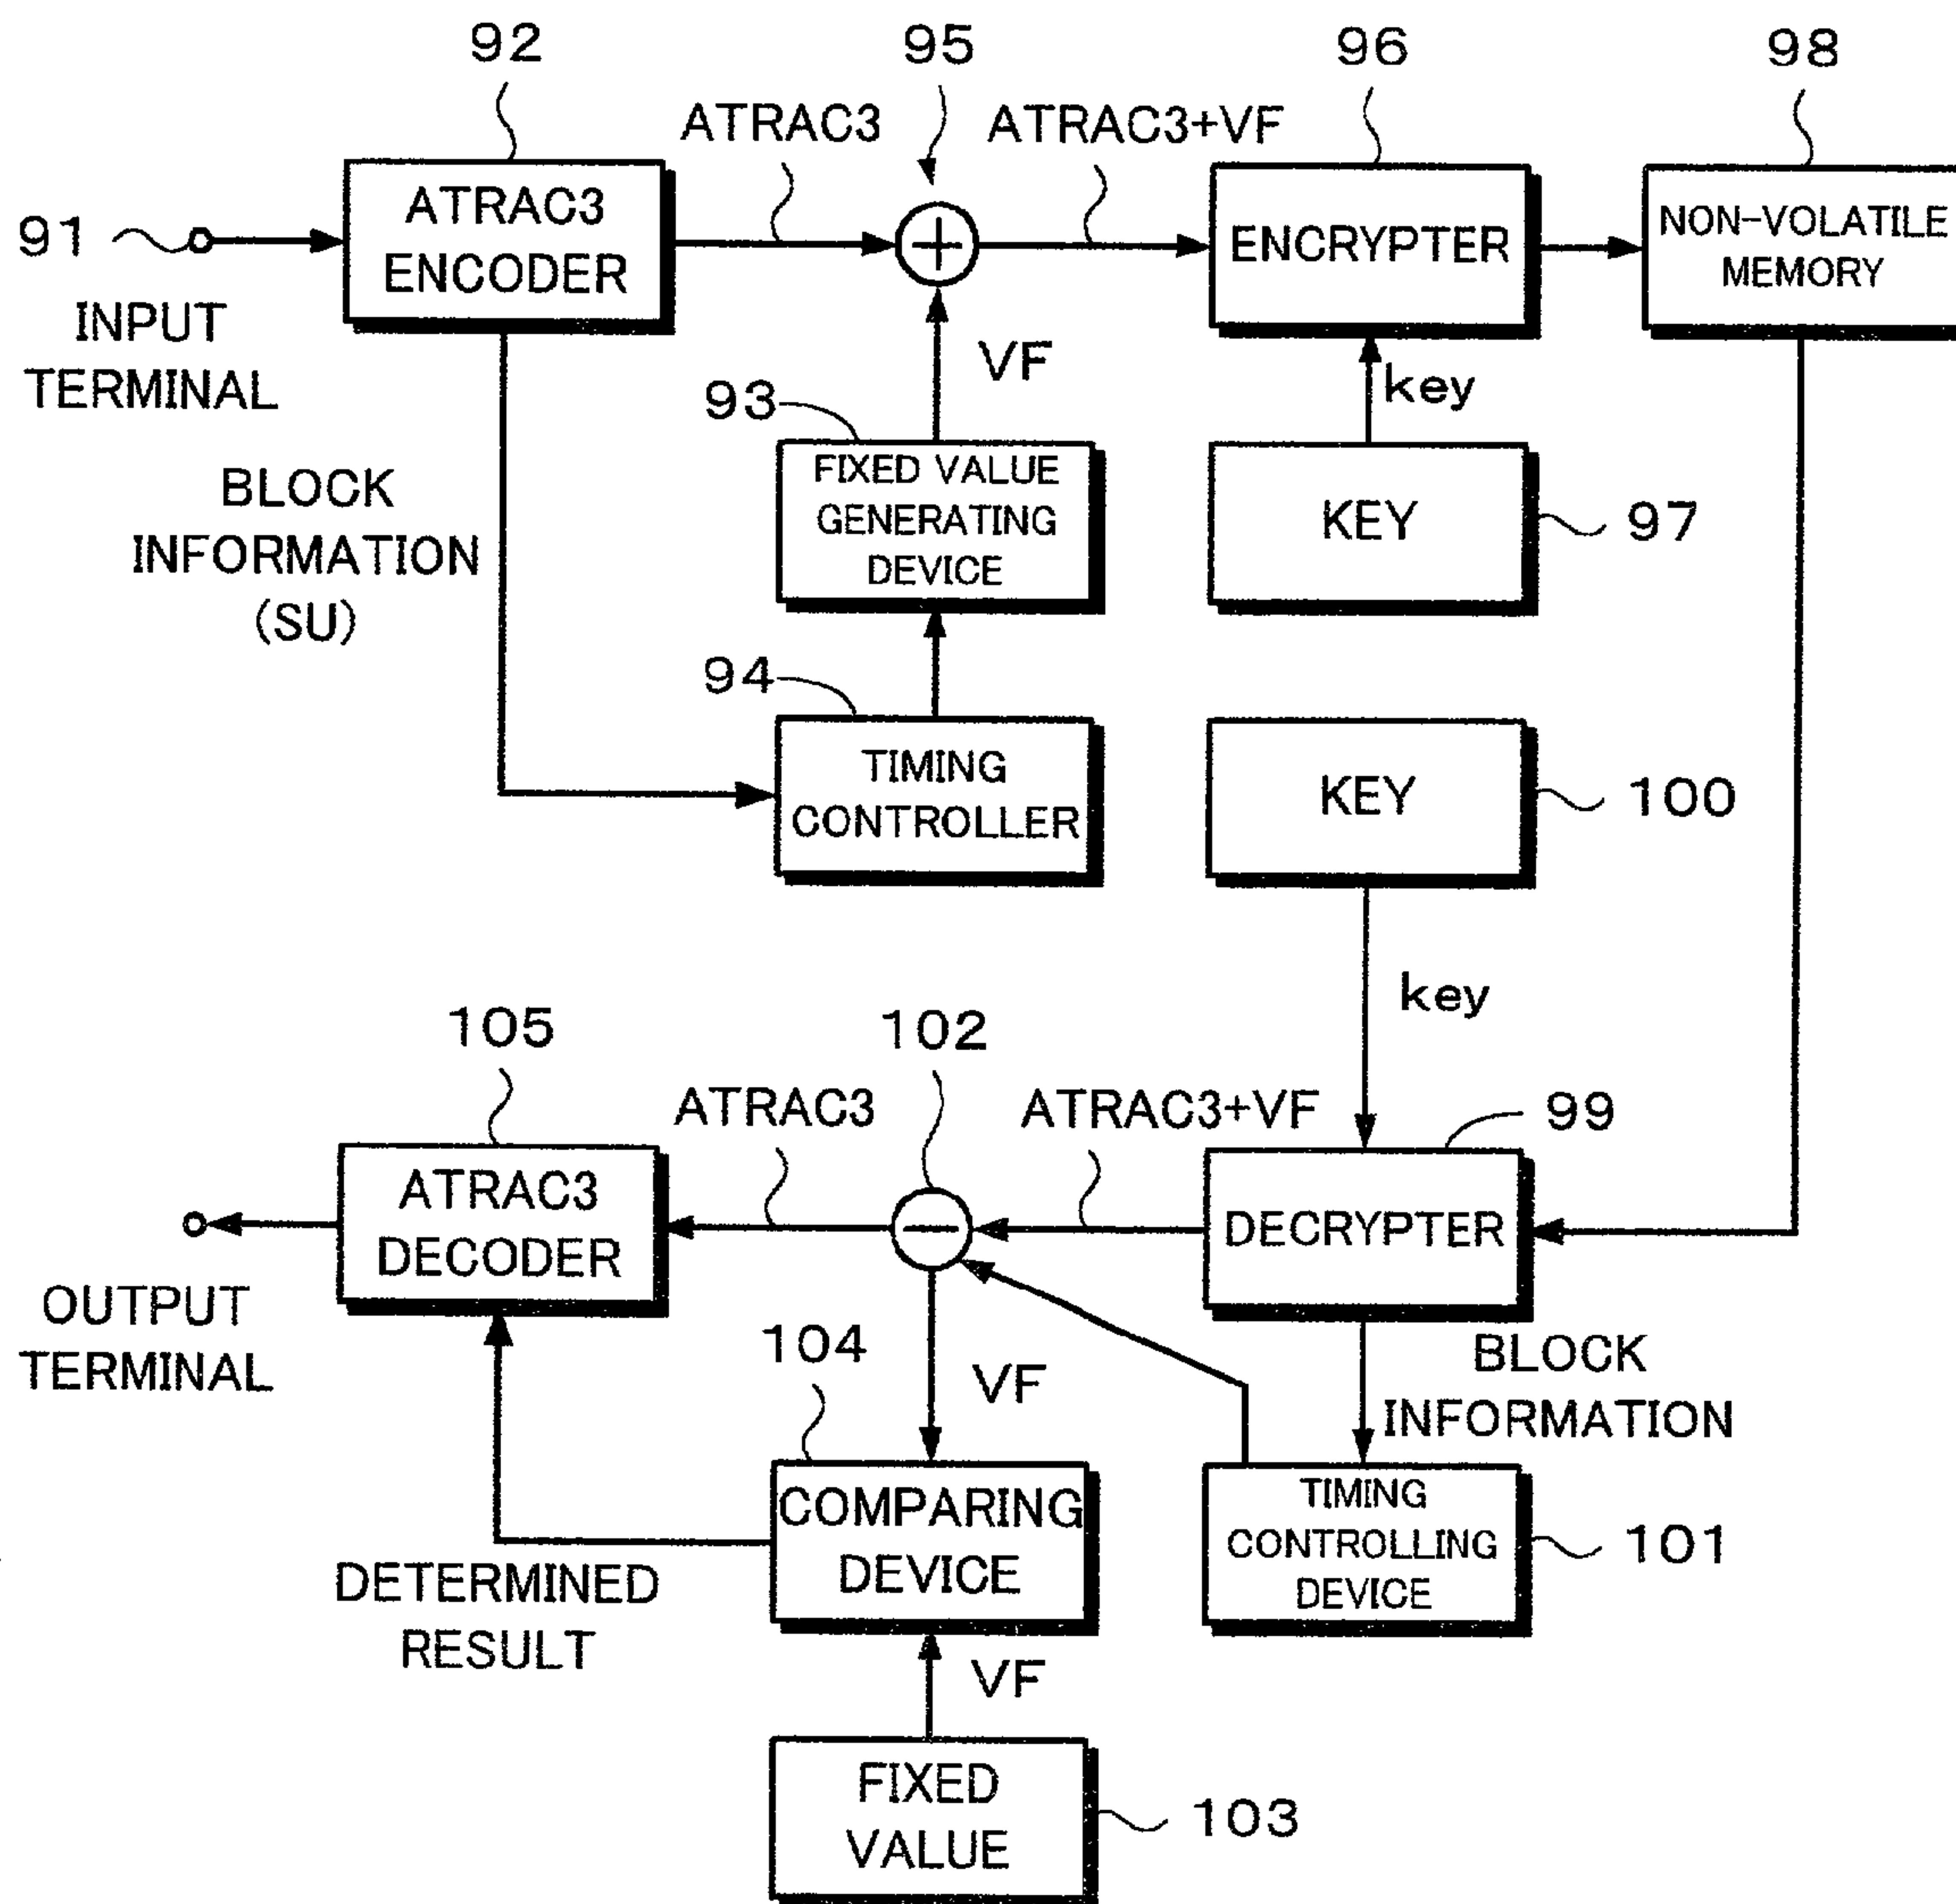 92
95
96
98
ATRAC3
ATRAC3+VF
ATRAC3
ENCODER
ENCRYPTER
NON-VOLATILE
MEMORY
91
INPUT
TERMINAL
VF
key
93
FIXED VALUE
GENERATING
DEVICE
KEY
97
BLOCK
INFORMATION
(SU)
94
TIMING
CONTROLLER
KEY
100
key
105
102
ATRAC3
ATRAC3+VF
99
ATRAC3
DECODER
DECRYPTER
OUTPUT
TERMINAL
104
VF
BLOCK
INFORMATION
COMPARING
DEVICE
TIMING
CONTROLLING
DEVICE
101
DETERMINED
RESULT
VF
FIXED
VALUE
103